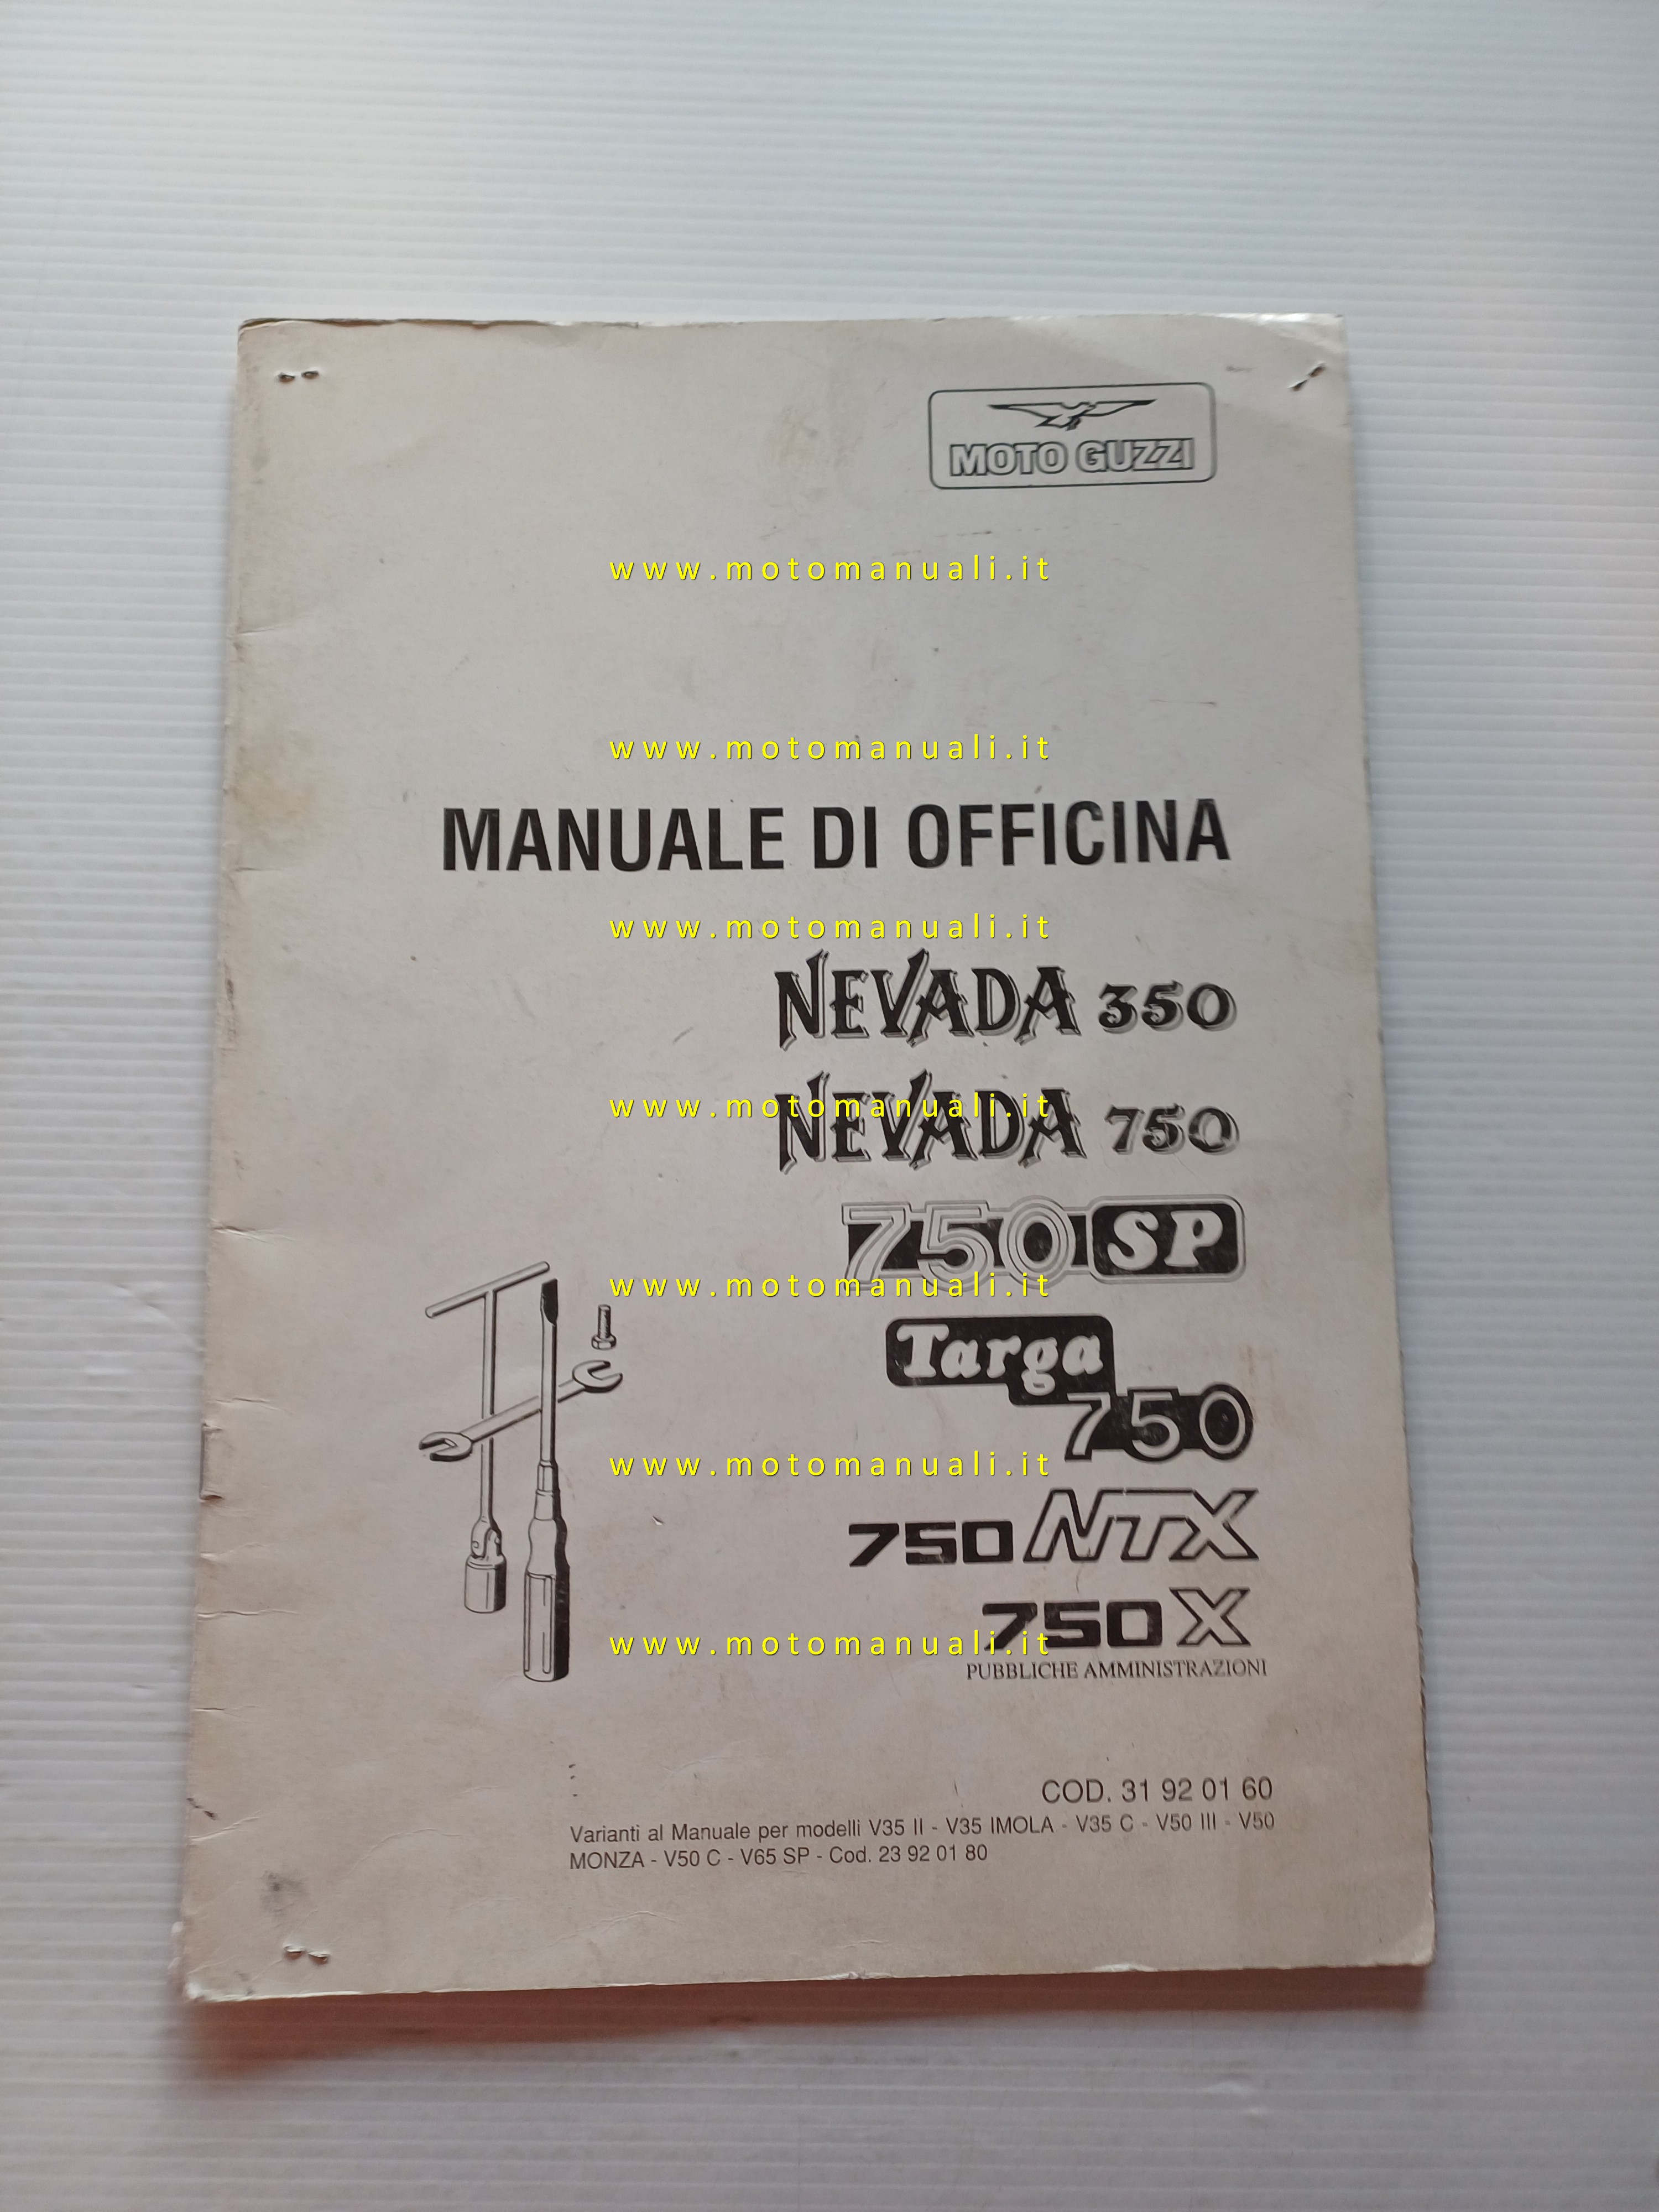 MOTO GUZZI
www.motomanuali.it
www.motomanuali.it
MANUALE DI OFFICINA
www.motomanuali.it
NEVADA 350
www.motomanuali.it
NEVADA 750
750 SP
www.motomanuali.it
Targa
750
www.motomanuali.it
750 NTX
750 X
www.motomanuali.it
PUBBLICHE AMMINISTRAZIONI
COD. 31 92 01 60
Varianti al Manuale per modelli V35 II - V35 IMOLA - V35 C - V50 III - V50
MONZA - V50 C - V65 SP - Cod. 23 92 01 80